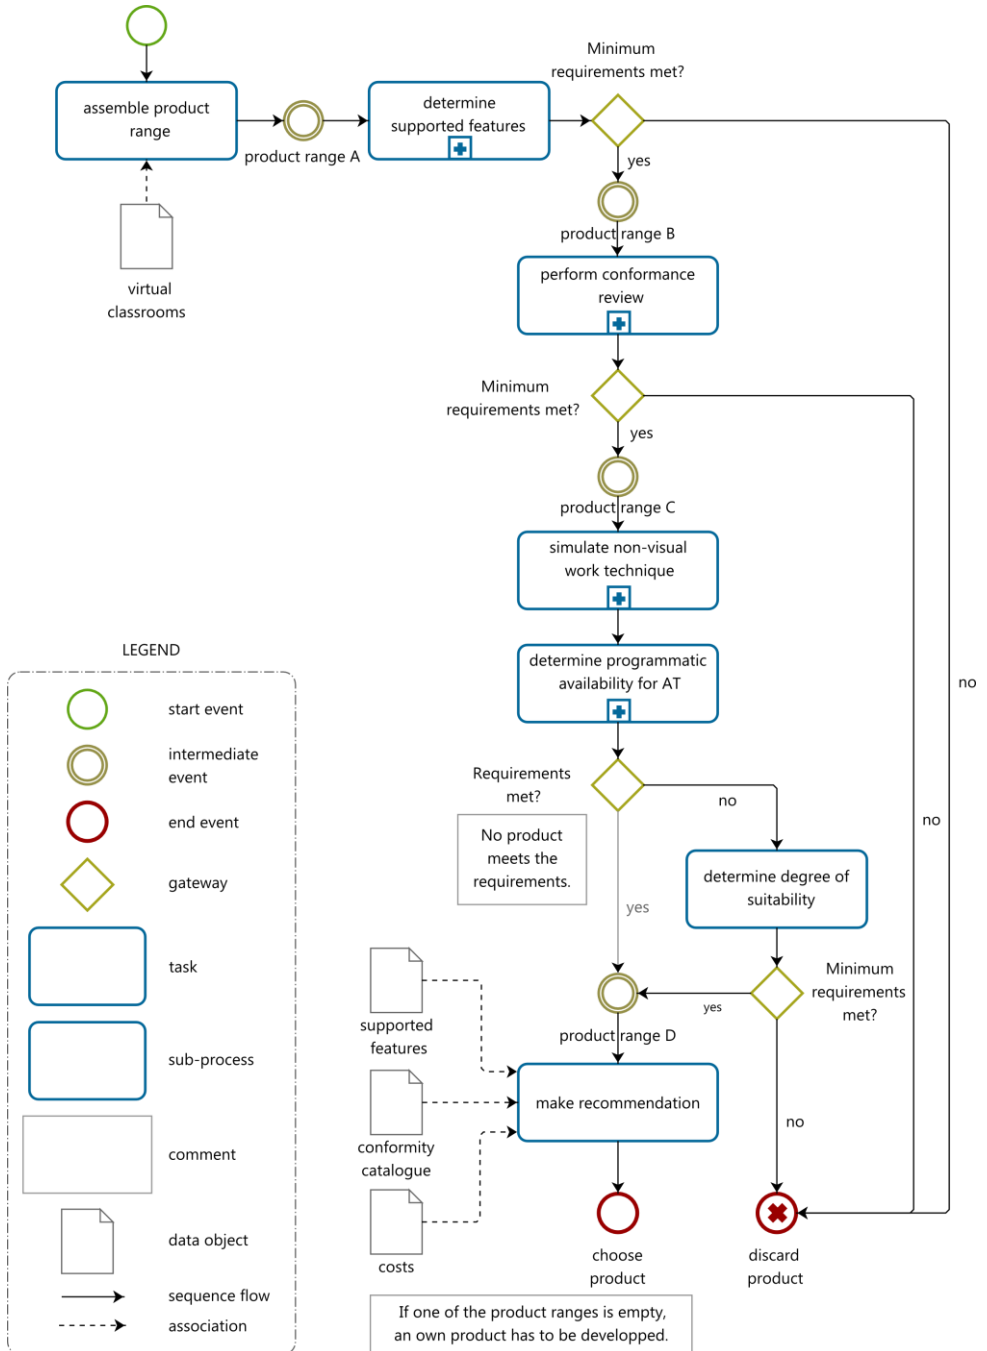 Minimum
requirements met?
assemble product
range
determine
supported features
product range A
yes
product range B
virtual
classrooms
perform conformance
review
Minimum
requirements met?
yes
product range C
simulate non-visual
work technique
LEGEND
determine programmatic
availability for AT
no
start event
intermediate
event
Requirements
met?
no
no
end event
No product
meets the
requirements.
gateway
determine degree of
suitability
yes
task
Minimum
requirements
met?
yes
supported
features
product range D
sub-process
make recommendation
no
conformity
catalogue
comment
data object
costs
choose
product
discard
product
sequence flow
association
If one of the product ranges is empty,
an own product has to be developped.